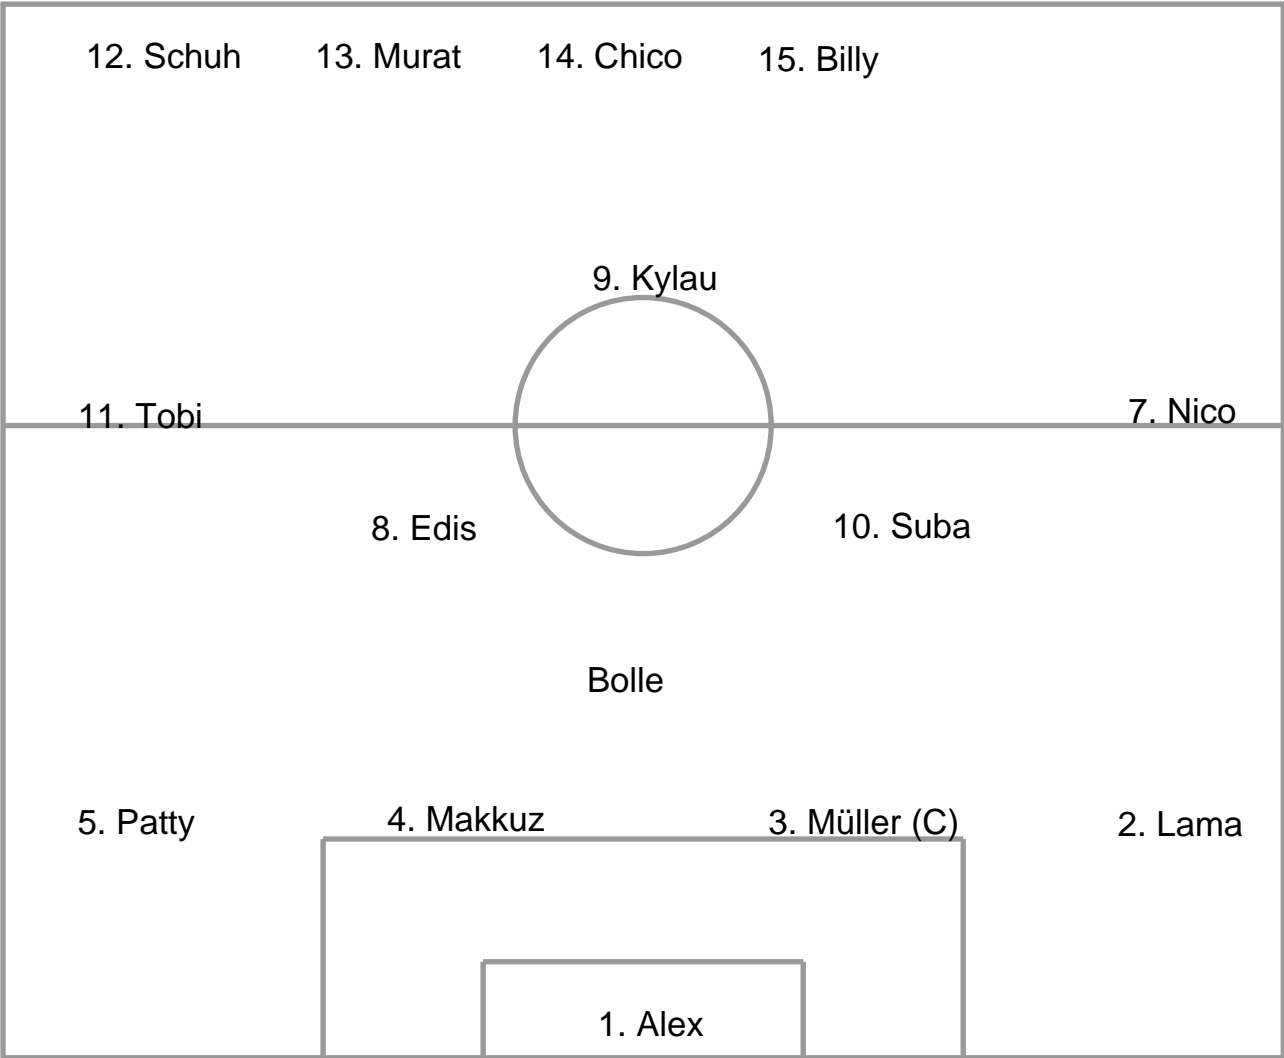 12. Schuh
13. Murat
14. Chico
15. Billy
9. Kylau
11. Tobi
7. Nico
8. Edis
10. Suba
Bolle
5. Patty
4. Makkuz
3. Müller (C)
2. Lama
1. Alex